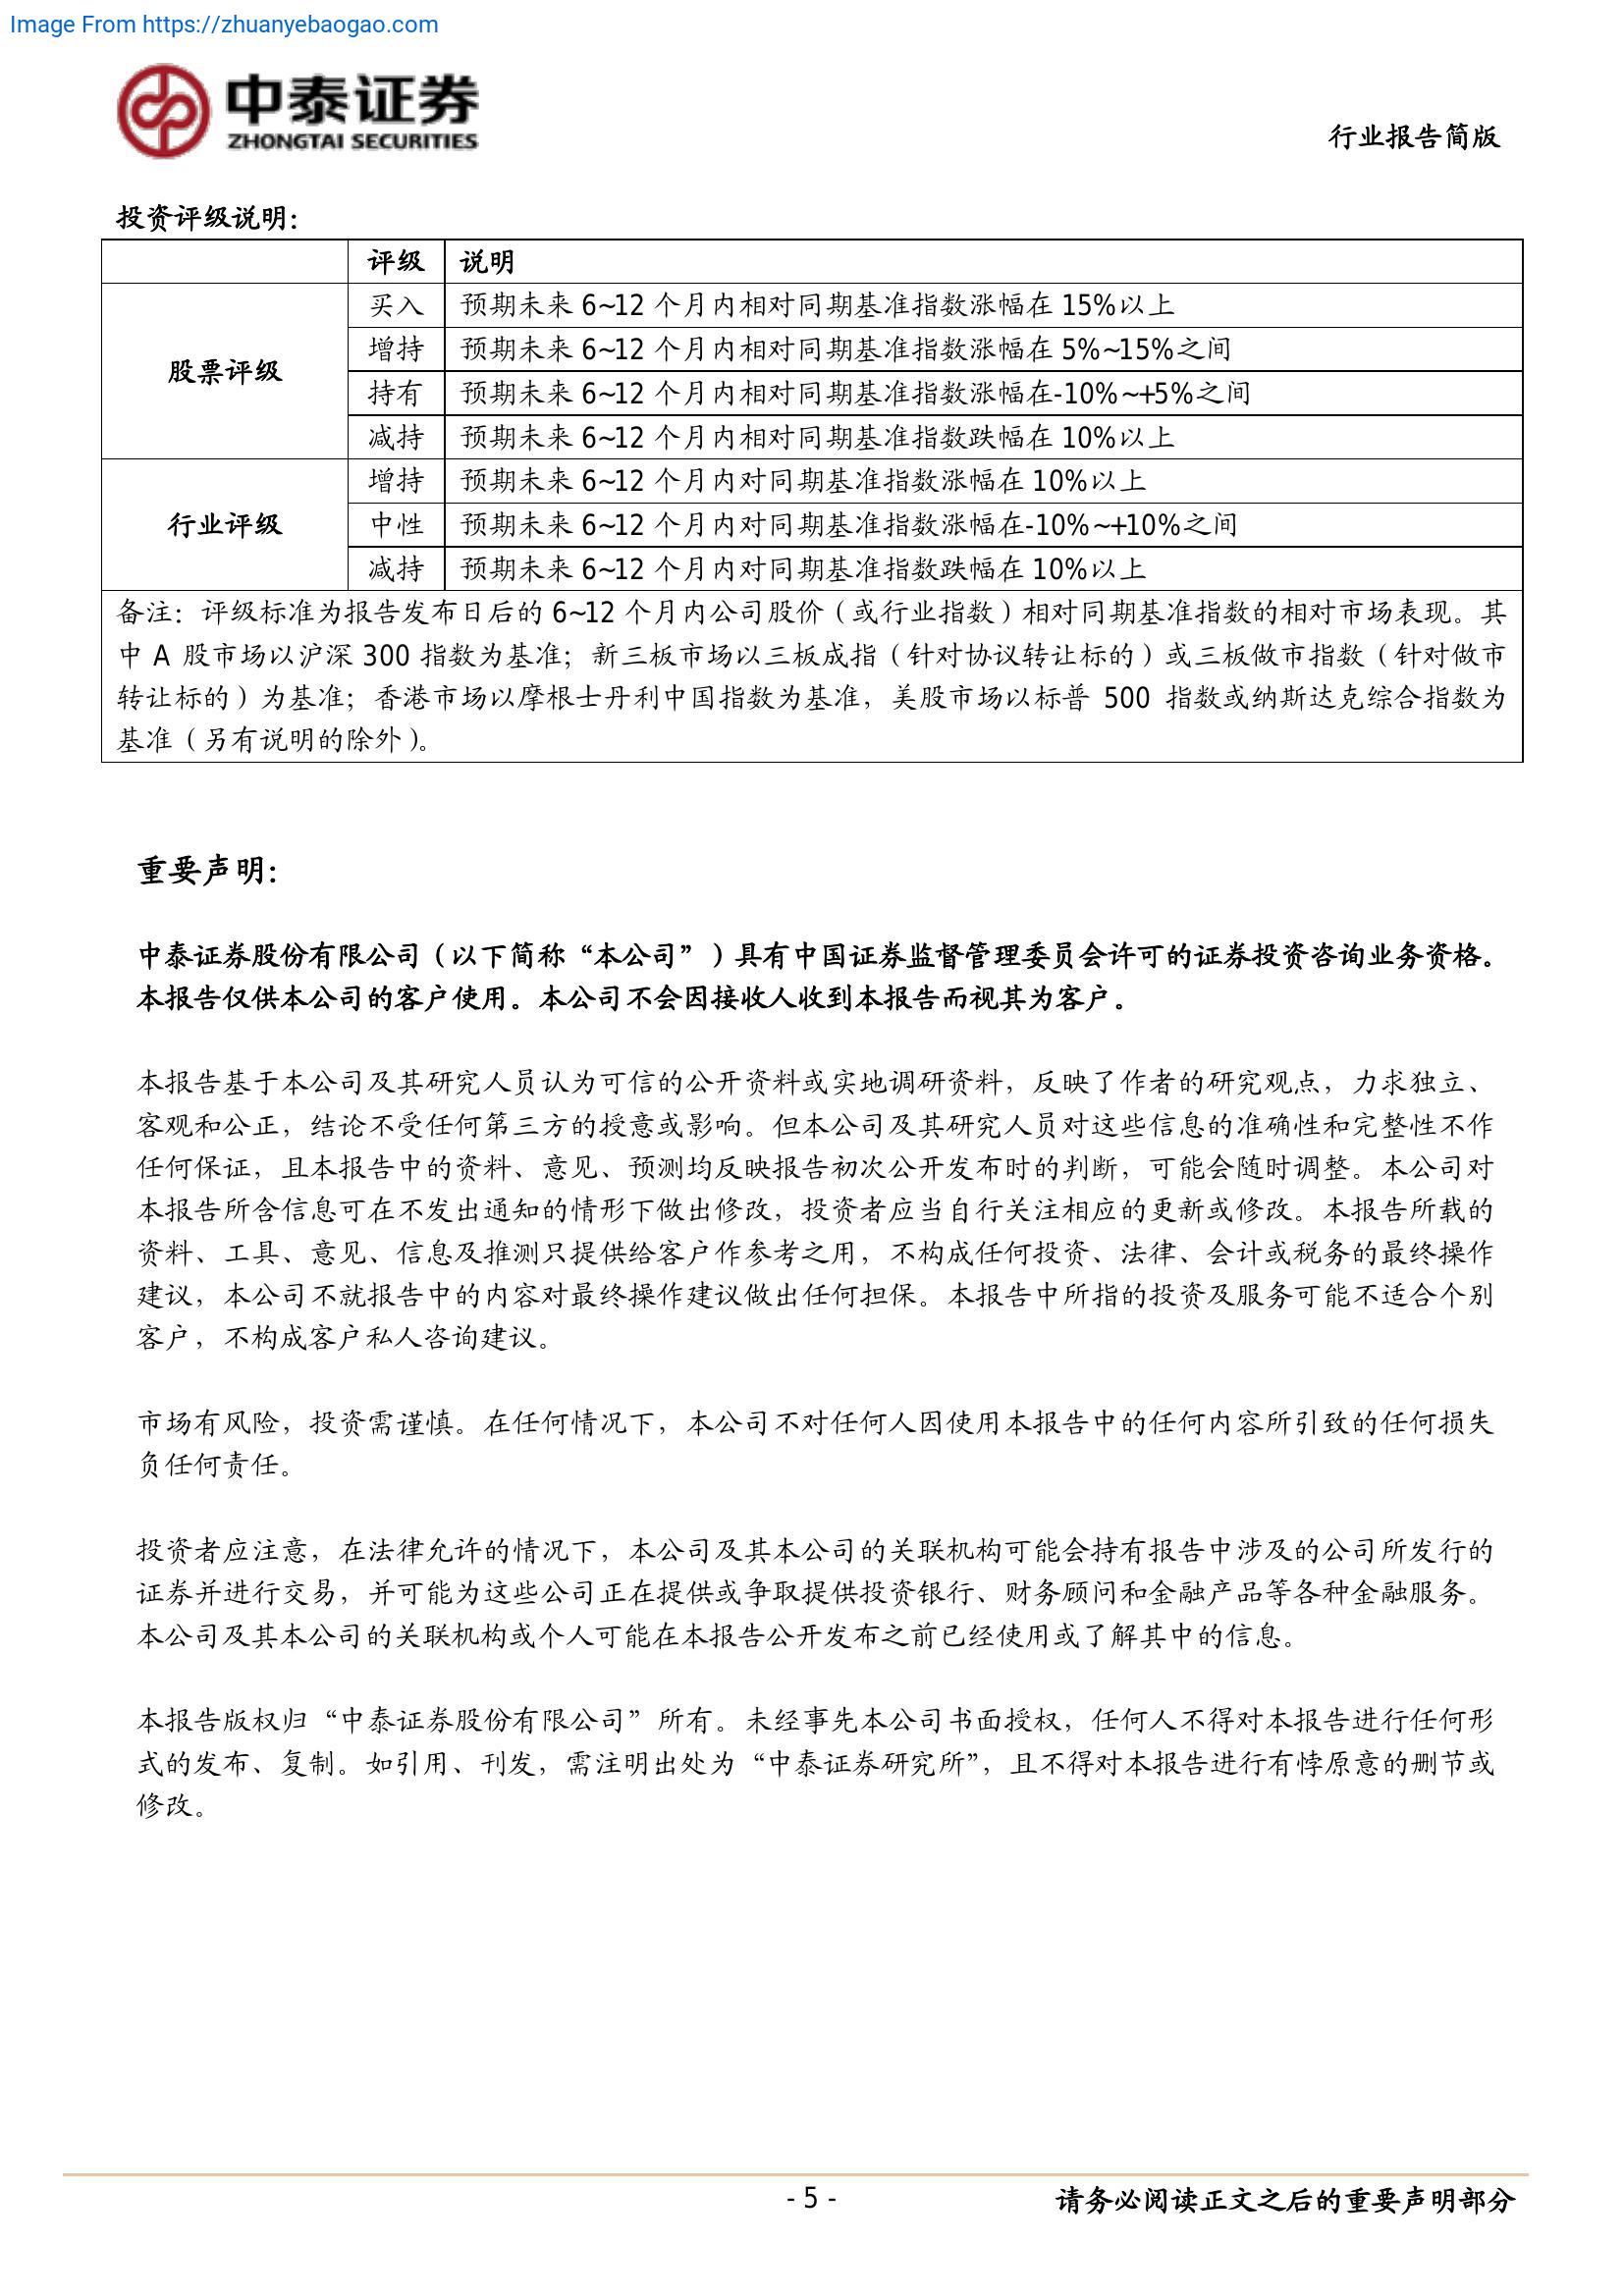 Image From https://zhuanyebaogao.com
中泰证券
ZHONGTAI SECURITIES
行业报告简版
投资评级说明：
评级 说明
股票评级
买入 预期未来 6~12 个月内相对同期基准指数涨幅在 15%以上
增持 预期未来 6~12 个月内相对同期基准指数涨幅在 5%~15%之间
持有 预期未来 6~12 个月内相对同期基准指数涨幅在-10%~+5%之间
减持 预期未来 6~12 个月内相对同期基准指数跌幅在 10%以上
行业评级
增持 预期未来 6~12 个月内对同期基准指数涨幅在 10%以上
中性 预期未来 6~12 个月内对同期基准指数涨幅在-10%~+10%之间
减持 预期未来 6~12 个月内对同期基准指数跌幅在 10%以上
备注：评级标准为报告发布日后的 6~12 个月内公司股价（或行业指数）相对同期基准指数的相对市场表现。其
中 A 股市场以沪深 300 指数为基准；新三板市场以三板成指（针对协议转让标的）或三板做市指数（针对做市
转让标的）为基准；香港市场以摩根士丹利中国指数为基准，美股市场以标普 500 指数或纳斯达克综合指数为
基准（另有说明的除外）。
重要声明：
中泰证券股份有限公司（以下简称“本公司”）具有中国证券监督管理委员会许可的证券投资咨询业务资格。
本报告仅供本公司的客户使用。本公司不会因接收人收到本报告而视其为客户。
本报告基于本公司及其研究人员认为可信的公开资料或实地调研资料，反映了作者的研究观点，力求独立、
客观和公正，结论不受任何第三方的授意或影响。但本公司及其研究人员对这些信息的准确性和完整性不作
任何保证，且本报告中的资料、意见、预测均反映报告初次公开发布时的判断，可能会随时调整。本公司对
本报告所含信息可在不发出通知的情形下做出修改，投资者应当自行关注相应的更新或修改。本报告所载的
资料、工具、意见、信息及推测只提供给客户作参考之用，不构成任何投资、法律、会计或税务的最终操作
建议，本公司不就报告中的内容对最终操作建议做出任何担保。本报告中所指的投资及服务可能不适合个别
客户，不构成客户私人咨询建议。
市场有风险，投资需谨慎。在任何情况下，本公司不对任何人因使用本报告中的任何内容所引致的任何损失
负任何责任。
投资者应注意，在法律允许的情况下，本公司及其本公司的关联机构可能会持有报告中涉及的公司所发行的
证券并进行交易，并可能为这些公司正在提供或争取提供投资银行、财务顾问和金融产品等各种金融服务。
本公司及其本公司的关联机构或个人可能在本报告公开发布之前已经使用或了解其中的信息。
本报告版权归“中泰证券股份有限公司”所有。未经事先本公司书面授权，任何人不得对本报告进行任何形
式的发布、复制。如引用、刊发，需注明出处为“中泰证券研究所”，且不得对本报告进行有悖原意的删节或
修改。
- 5 -
请务必阅读正文之后的重要声明部分